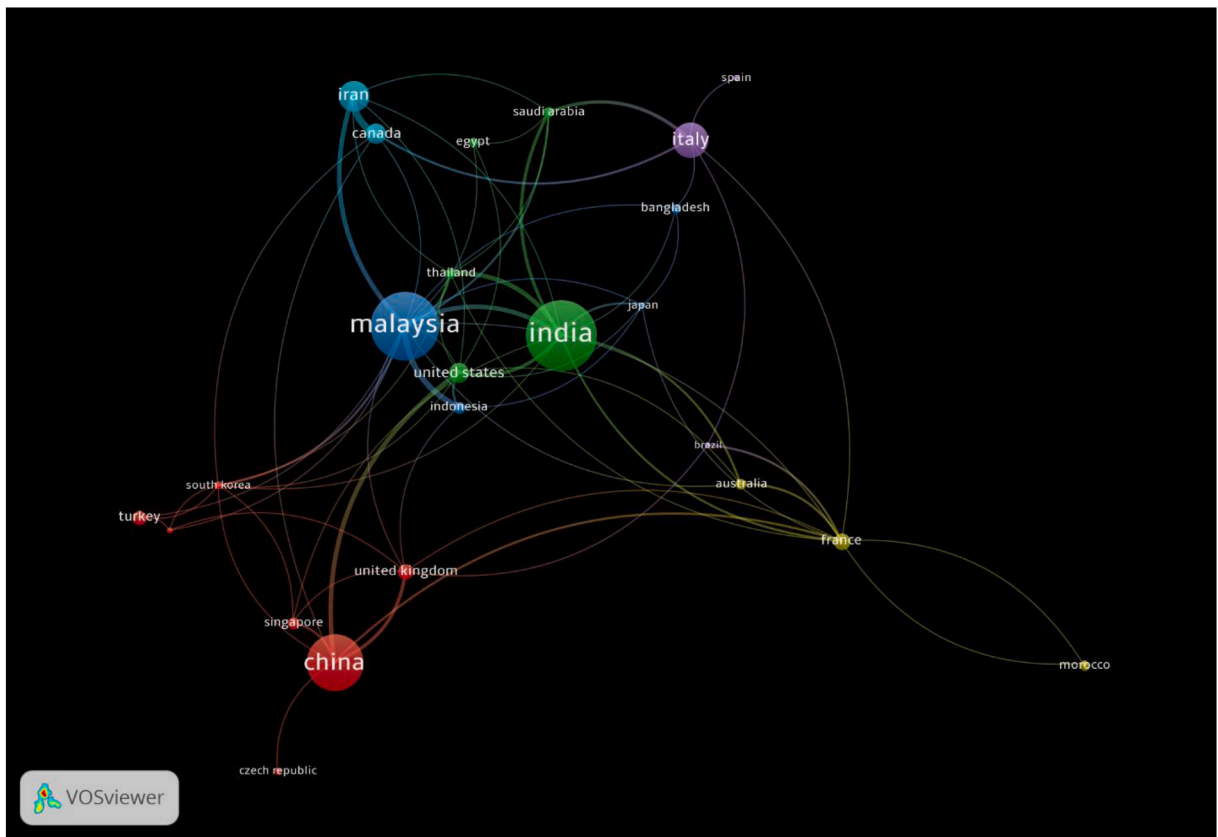 spain
iran
saudi arabia
canada
egypt
italy
bangladesh
thailand
japan
malaysia
india
united states
indonesia
brazil
south korea
australia
turkey
france
united kingdom
singapore
china
morocco
czech republic
VOSviewer